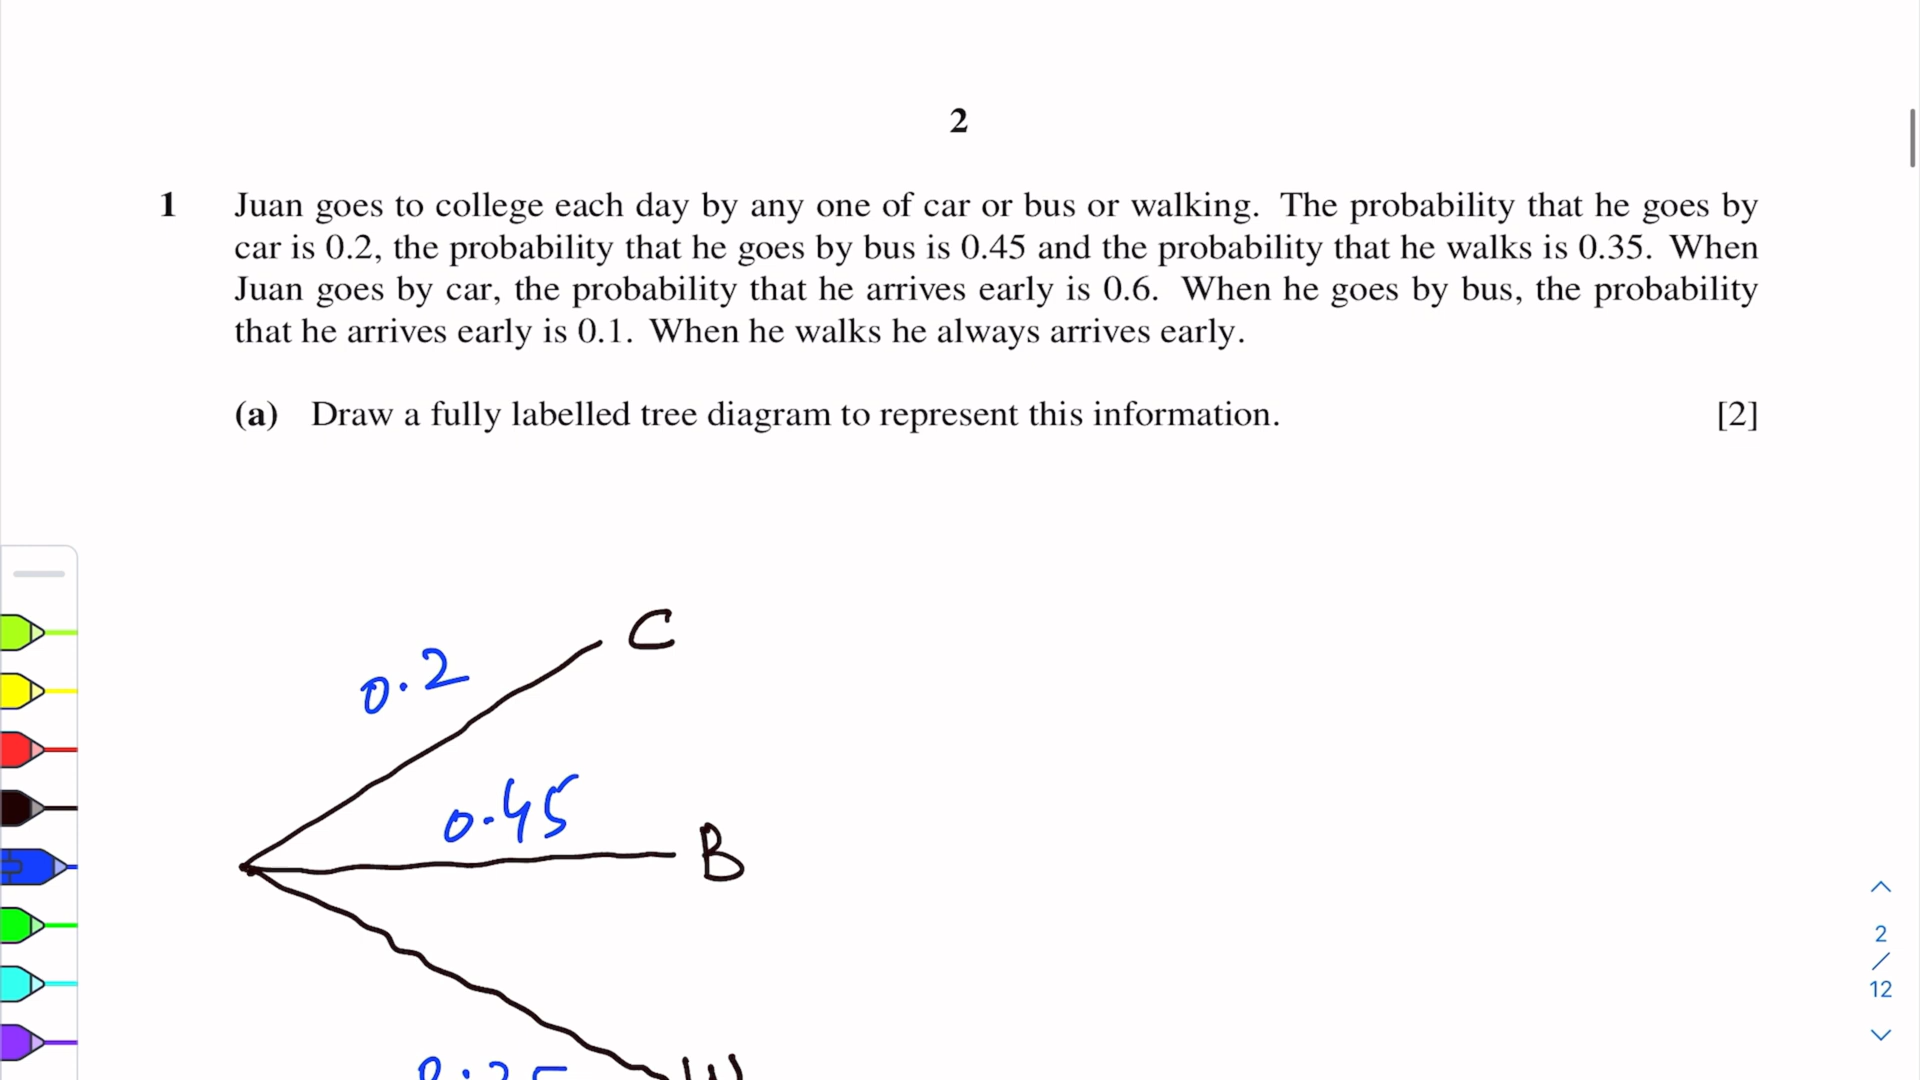 2
1 Juan goes to college each day by any one of car or bus or walking. The probability that he goes by
car is 0.2, the probability that he goes by bus is 0.45 and the probability that he walks is 0.35. When
Juan goes by car, the probability that he arrives early is 0.6. When he goes by bus, the probability
that he arrives early is 0.1. When he walks he always arrives early.
(a) Draw a fully labelled tree diagram to represent this information. [2]
C
0.2
0.45
B
2
/
12
W
0.35